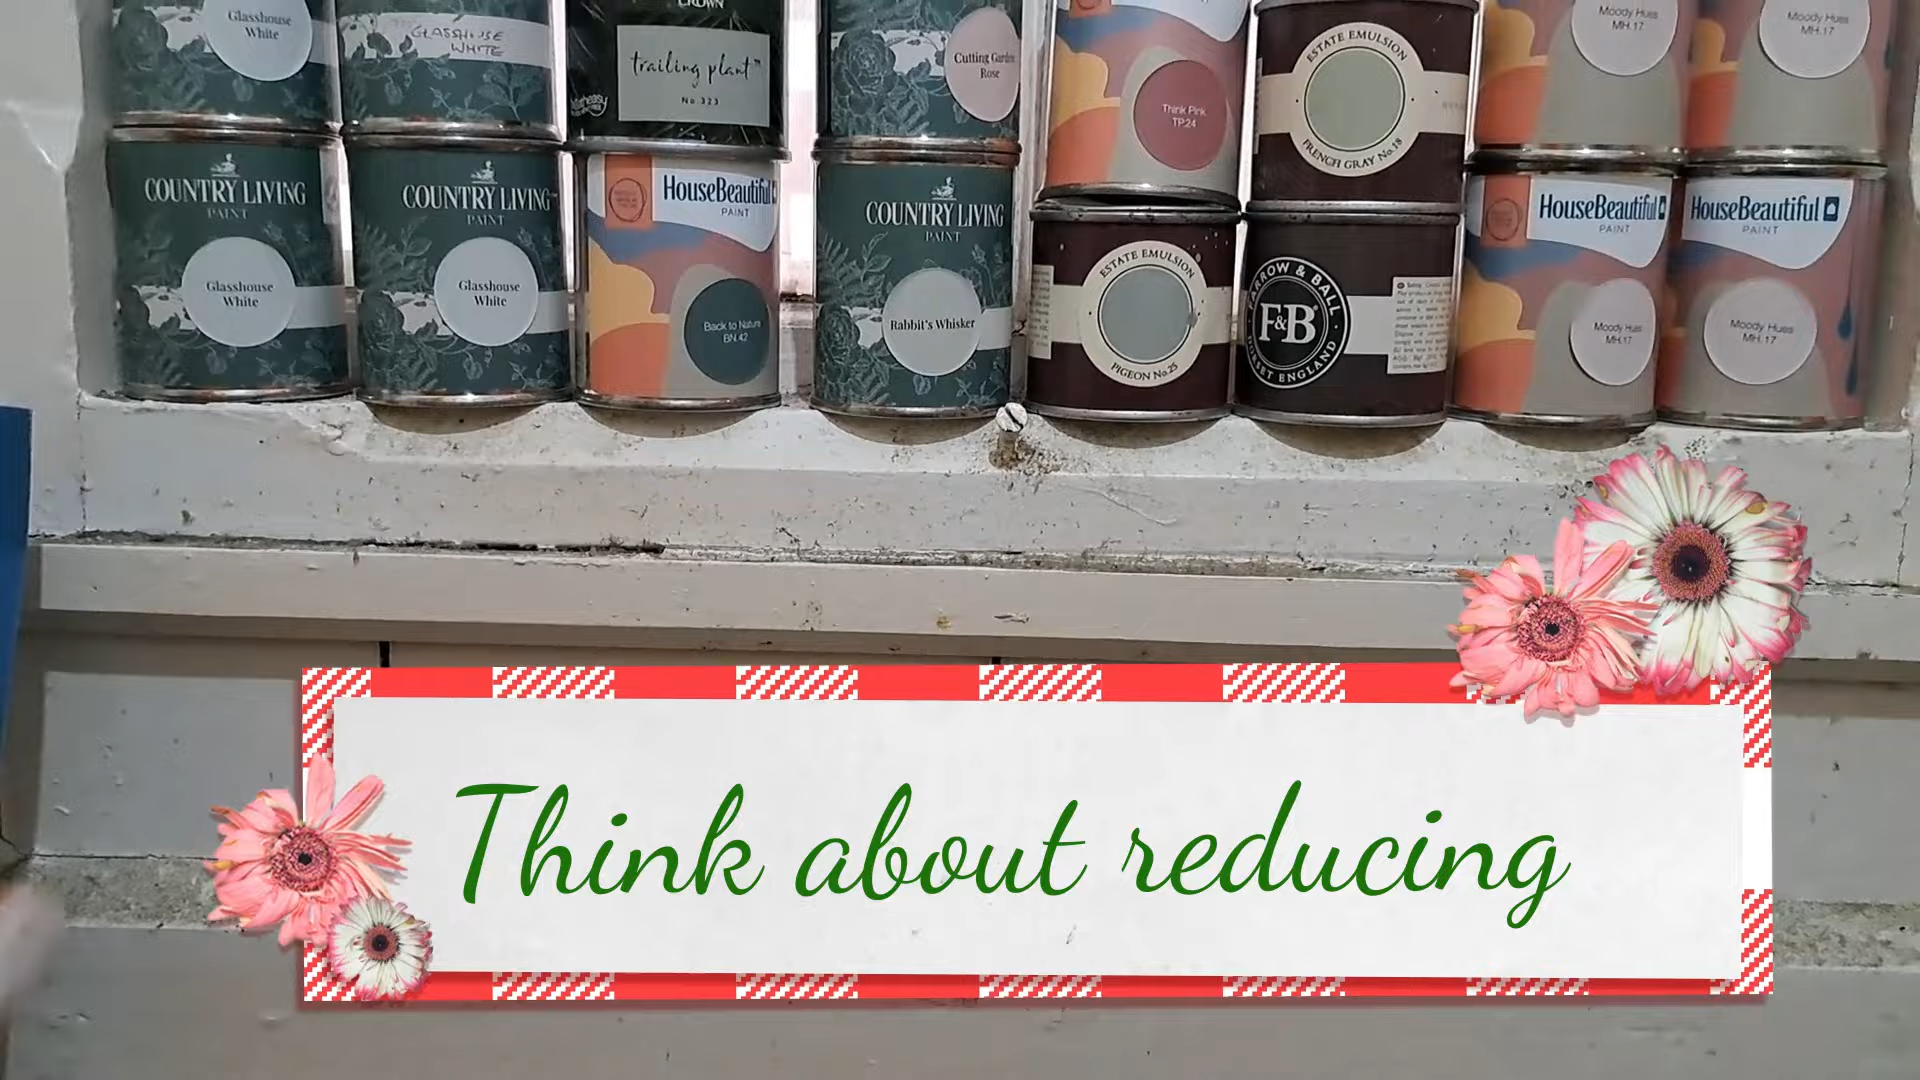 Glasshouse
White
GLASSHOUSE
WHITE
CROWN
trailing plant™
No.323
Cutting Garden
Rose
Think Pink
TP.24
ESTATE EMULSION
FRENCH GRAY No.18
Moody Hues
MH.17
Moody Hues
MH.17
COUNTRY LIVING
PAINT
Glasshouse
White
COUNTRY LIVING™
PAINT
Glasshouse
White
HouseBeautiful
PAINT
Back to Nature
BN.42
COUNTRY LIVING
PAINT
Rabbit's Whisker
ESTATE EMULSION
PIGEON No.25
FARROW & BALL
F&B
DORSET ENGLAND
HouseBeautiful
PAINT
Moody Hues
MH.17
HouseBeautiful
PAINT
Moody Hues
MH.17
Think about reducing